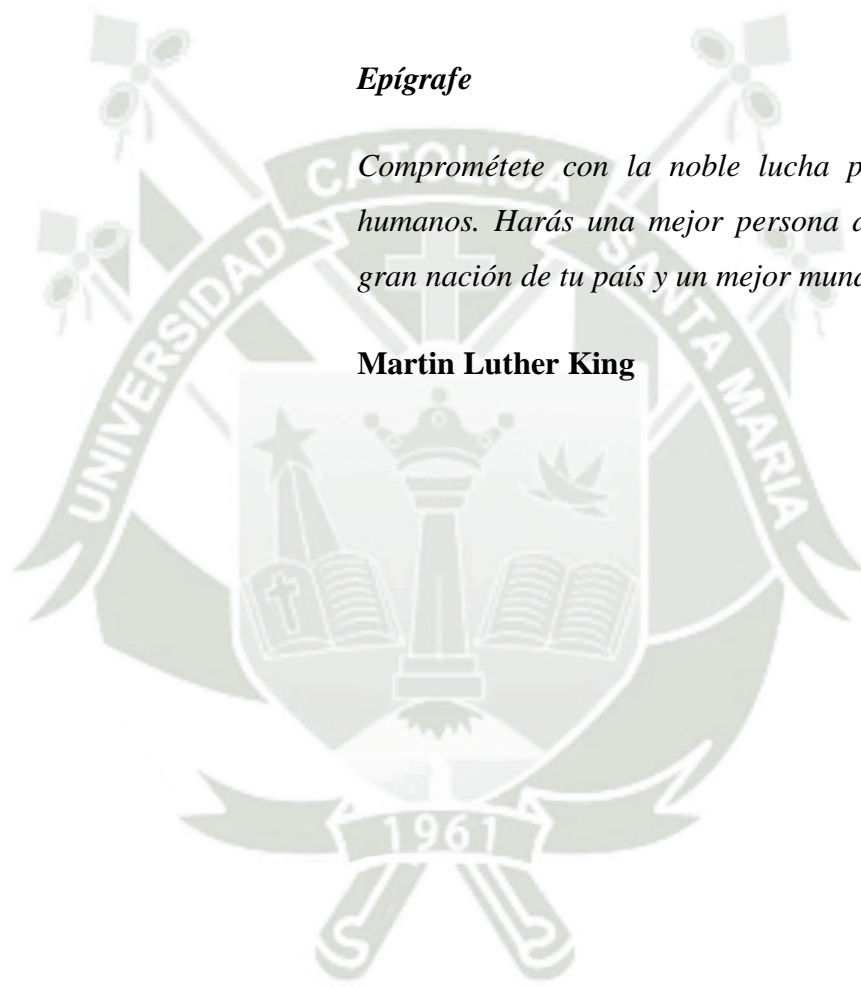 Epígrafe
Comprométete con la noble lucha p
humanos. Harás una mejor persona
gran nación de tu país y un mejor
Martin Luther King
UNIVERSIDAD CATOLICA SANTA MARIA
1961